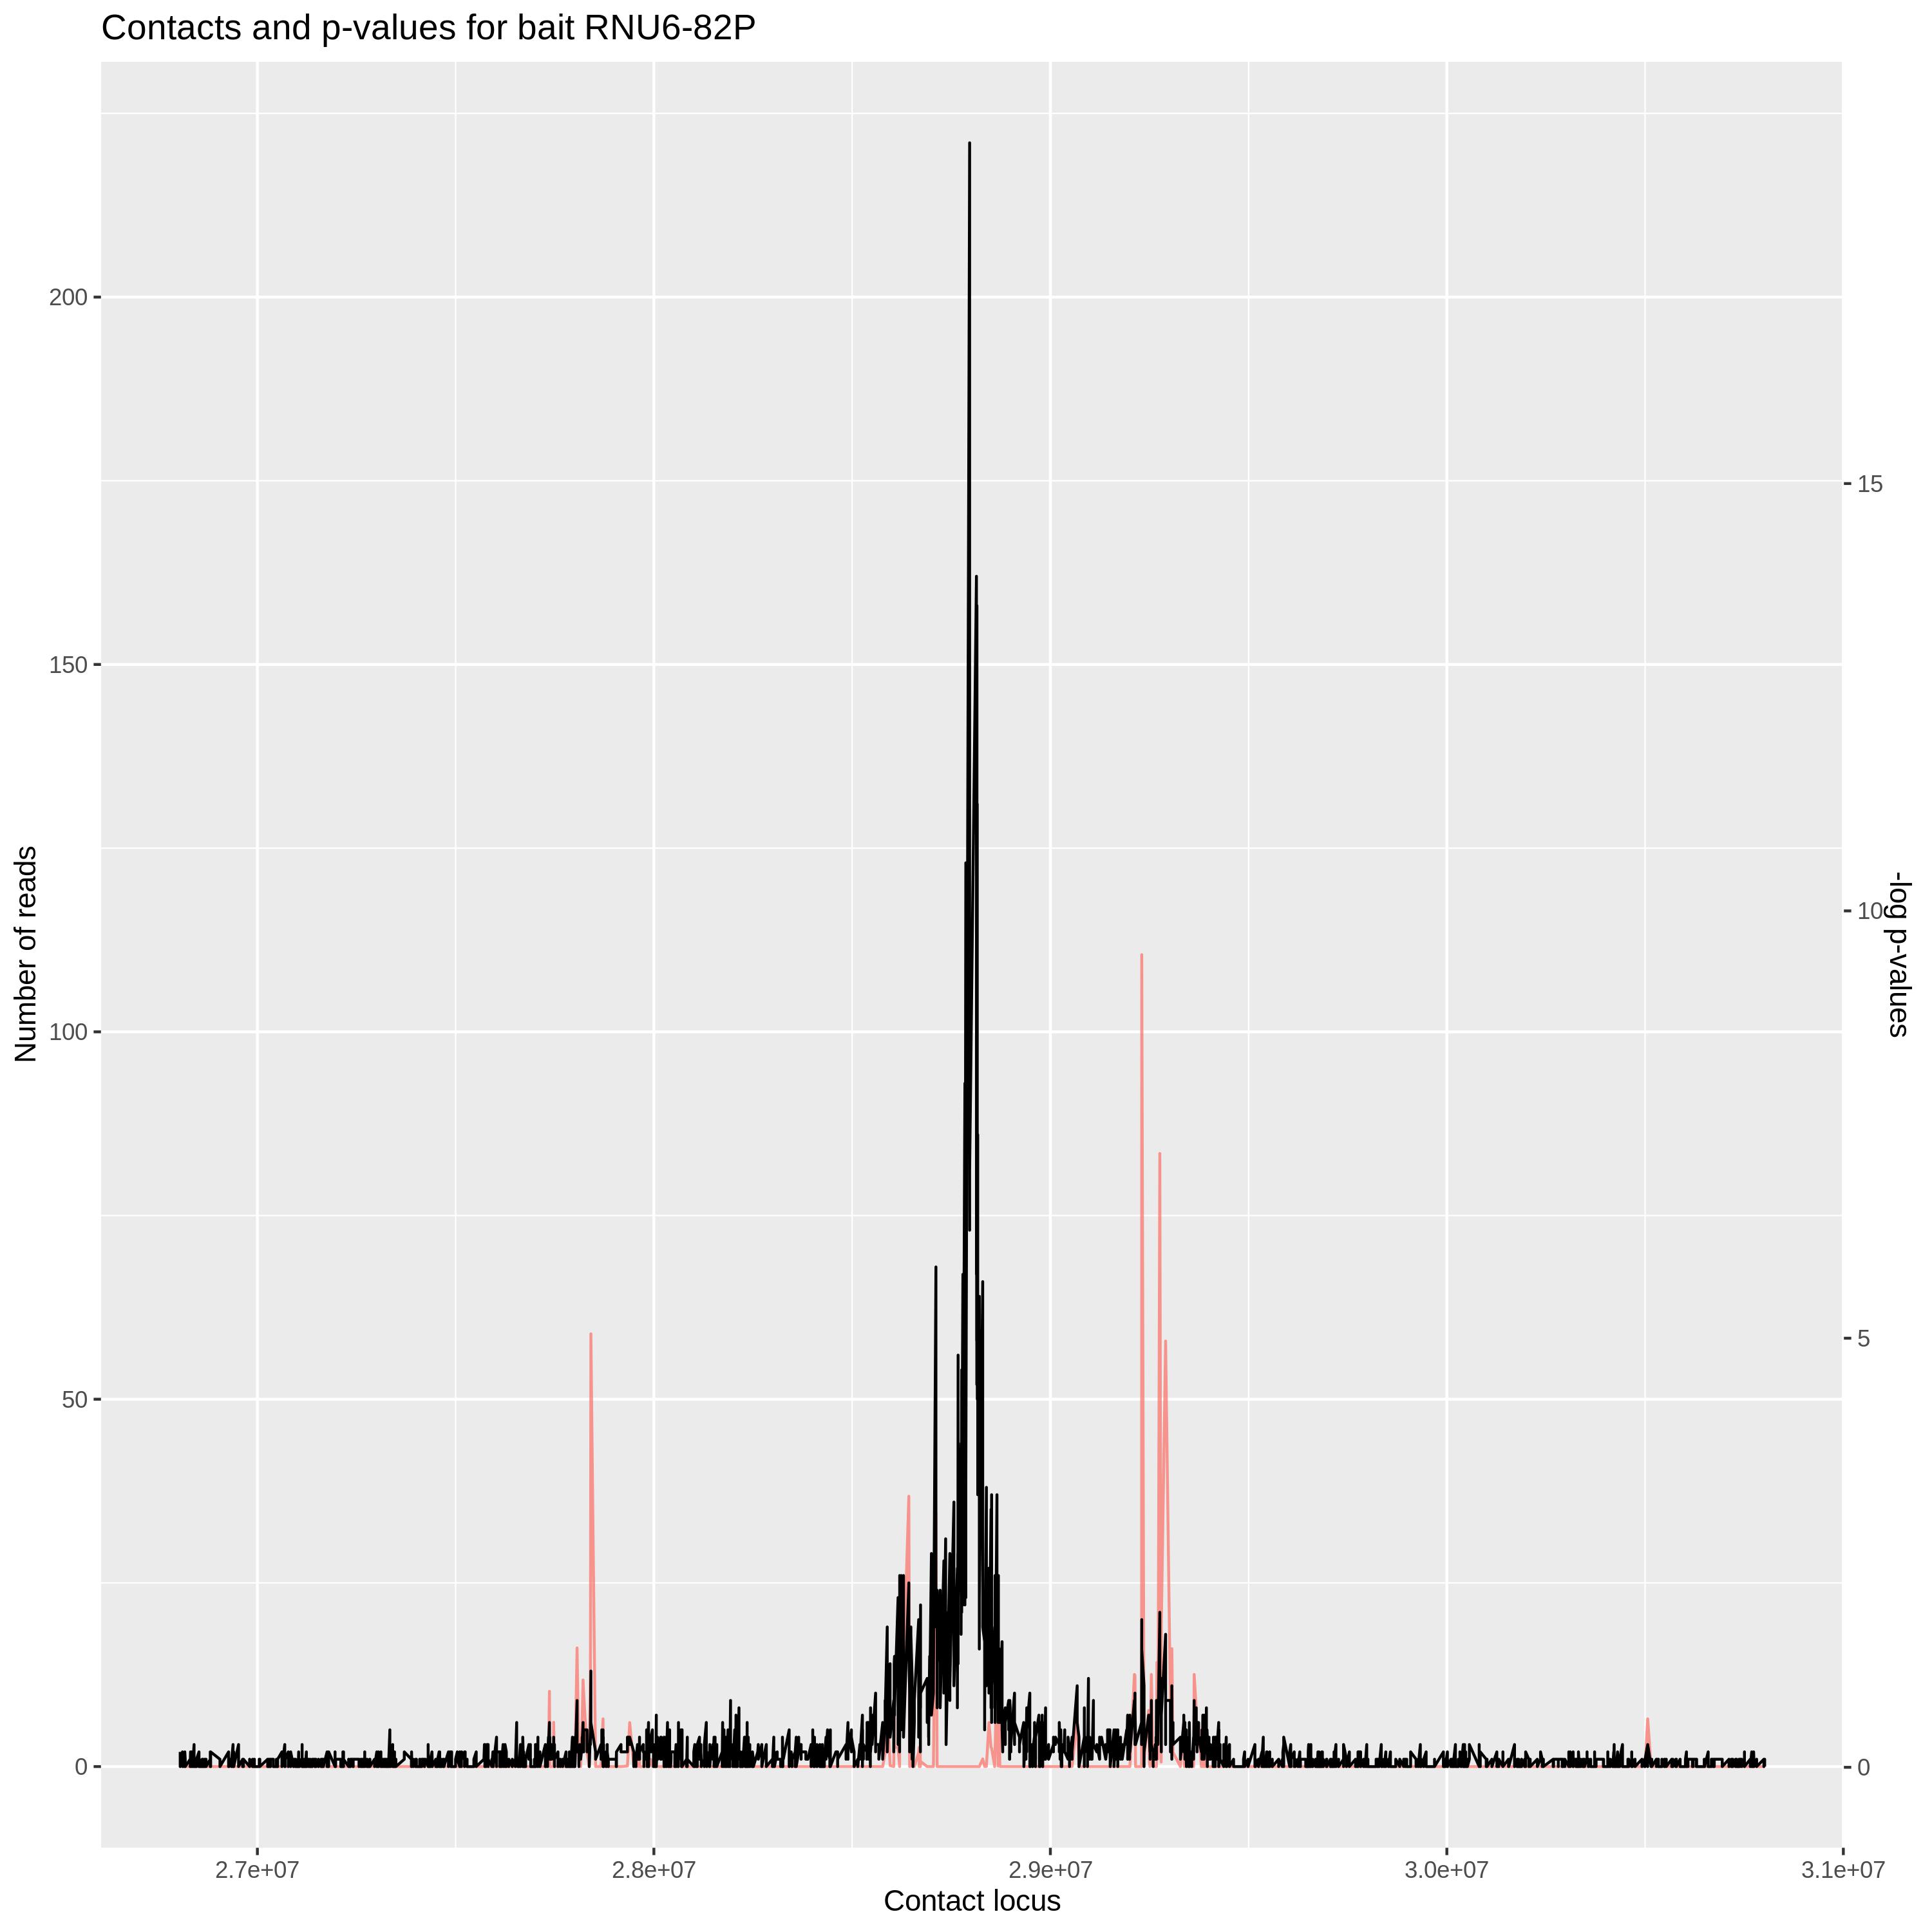 Contacts and p-values for bait RNU6-82P
200
150
100
50
0
15
10
5
0
Number of reads
-log p-values
2.7e+07 2.8e+07 2.9e+07 3.0e+07 3.1e+07
Contact locus